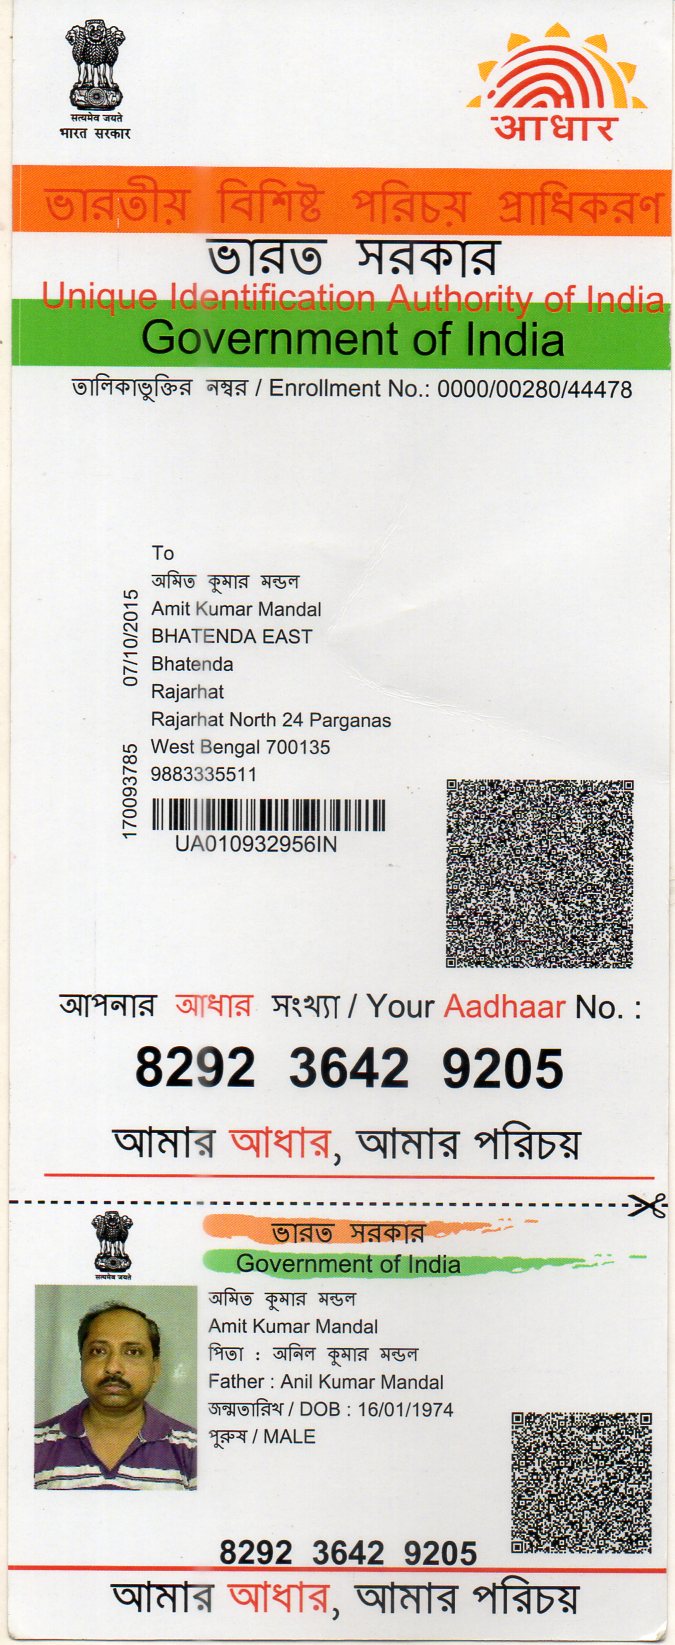 सत्यमेव जयते
भारत सरकार
आधार
ভারতীয় বিশিষ্ট পরিচয় প্রাধিকরণ
ভারত সরকার
Unique Identification Authority of India
Government of India
তালিকাভুক্তির নম্বর / Enrollment No.: 0000/00280/44478
To
অমিত কুমার মন্ডল
Amit Kumar Mandal
BHATENDA EAST
Bhatenda
Rajarhat
Rajarhat North 24 Parganas
West Bengal 700135
9883335511
07/10/2015
170093785
UA010932956IN
আপনার আধার সংখ্যা / Your Aadhaar No. :
8292 3642 9205
আমার আধার, আমার পরিচয়
सत्यमेव जयते
ভারত সরকার
Government of India
অমিত কুমার মন্ডল
Amit Kumar Mandal
পিতা : অনিল কুমার মন্ডল
Father : Anil Kumar Mandal
জন্মতারিখ / DOB : 16/01/1974
পুরুষ / MALE
8292 3642 9205
আমার আধার, আমার পরিচয়